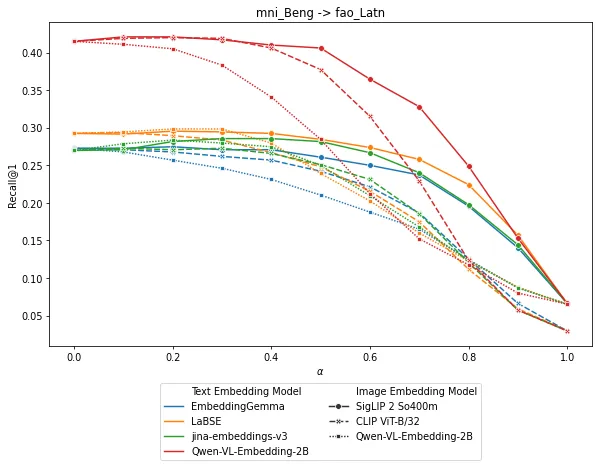 mni_Beng -> fao_Latn
Recall@1
0.40
0.35
0.30
0.25
0.20
0.15
0.10
0.05
0.0
0.2
0.4
0.6
0.8
1.0
α
Text Embedding Model
EmbeddingGemma
LaBSE
jina-embeddings-v3
Qwen-VL-Embedding-2B
Image Embedding Model
SigLIP 2 So400m
CLIP ViT-B/32
Qwen-VL-Embedding-2B